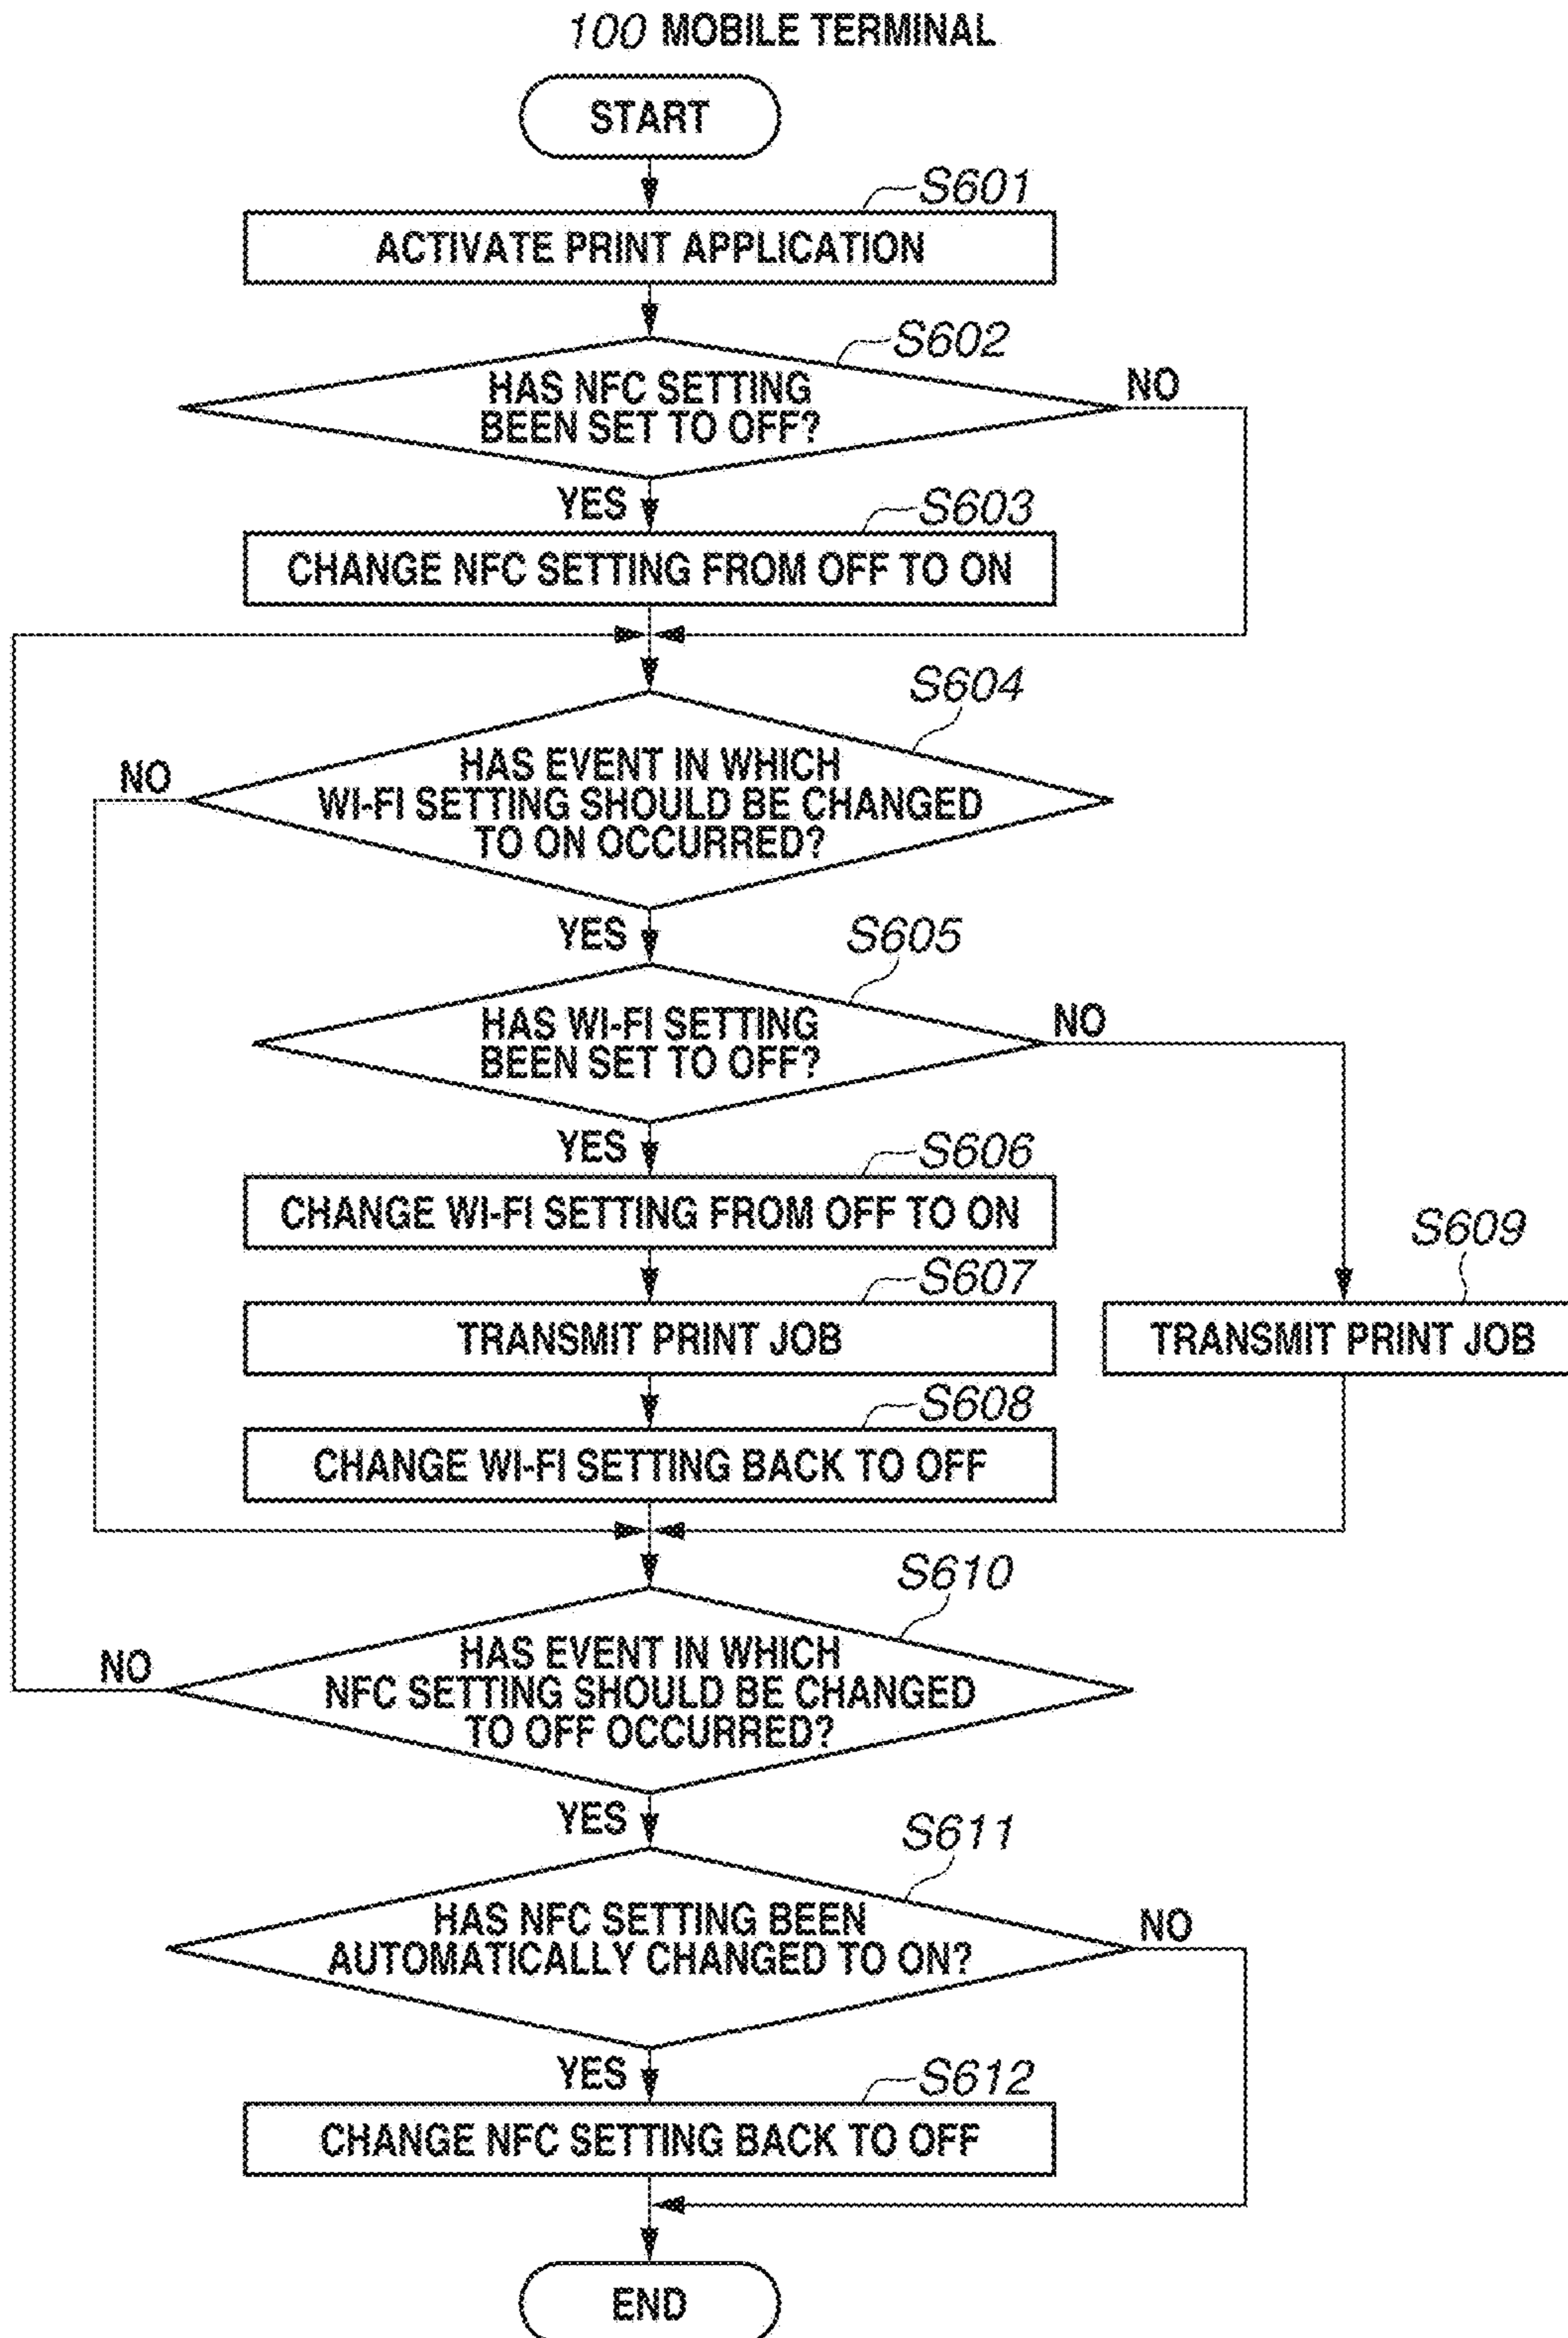 100 MOBILE TERMINAL
START
S601
ACTIVATE PRINT APPLICATION
S602
HAS NFC SETTING
BEEN SET TO OFF?
NO
YES
S603
CHANGE NFC SETTING FROM OFF TO ON
S604
HAS EVENT IN WHICH
WI-FI SETTING SHOULD BE CHANGED
TO ON OCCURRED?
NO
YES
S605
HAS WI-FI SETTING
BEEN SET TO OFF?
NO
YES
S606
CHANGE WI-FI SETTING FROM OFF TO ON
S607
TRANSMIT PRINT JOB
S609
TRANSMIT PRINT JOB
S608
CHANGE WI-FI SETTING BACK TO OFF
S610
HAS EVENT IN WHICH
NFC SETTING SHOULD BE CHANGED
TO OFF OCCURRED?
NO
YES
S611
HAS NFC SETTING BEEN
AUTOMATICALLY CHANGED TO ON?
NO
YES
S612
CHANGE NFC SETTING BACK TO OFF
END